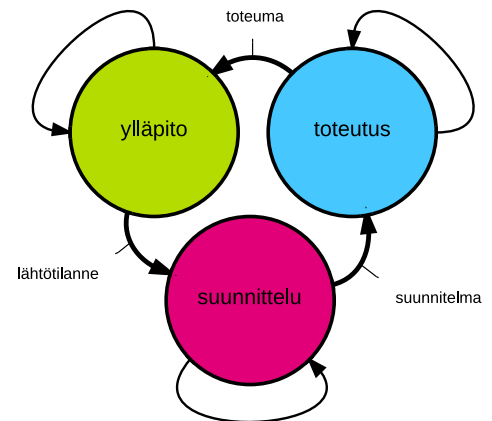 toteuma
ylläpito
toteutus
lähtötilanne
suunnittelu
suunnitelma